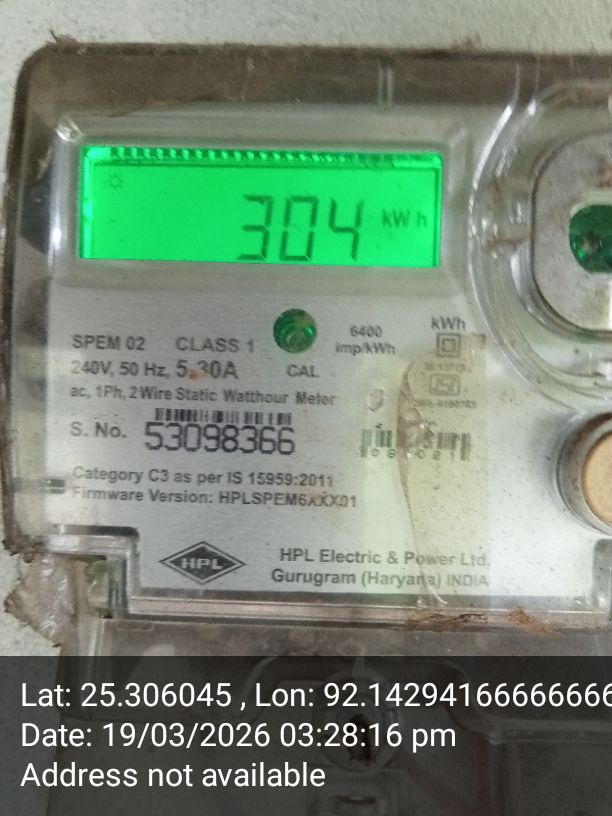 304 kWh
6400
imp/kWh
kWh
SPEM 02 CLASS 1
240V, 50 Hz, 5-30A
CAL
ac, 1Ph, 2Wire Static Watthour Meter
S. No. 53098366
Category C3 as per IS 15959:2011
Firmware Version: HPLSPEM6XXX01
HPL
HPL Electric & Power Ltd.
Gurugram (Haryana) INDIA
Lat: 25.306045 , Lon: 92.14294166666666
Date: 19/03/2026 03:28:16 pm
Address not available